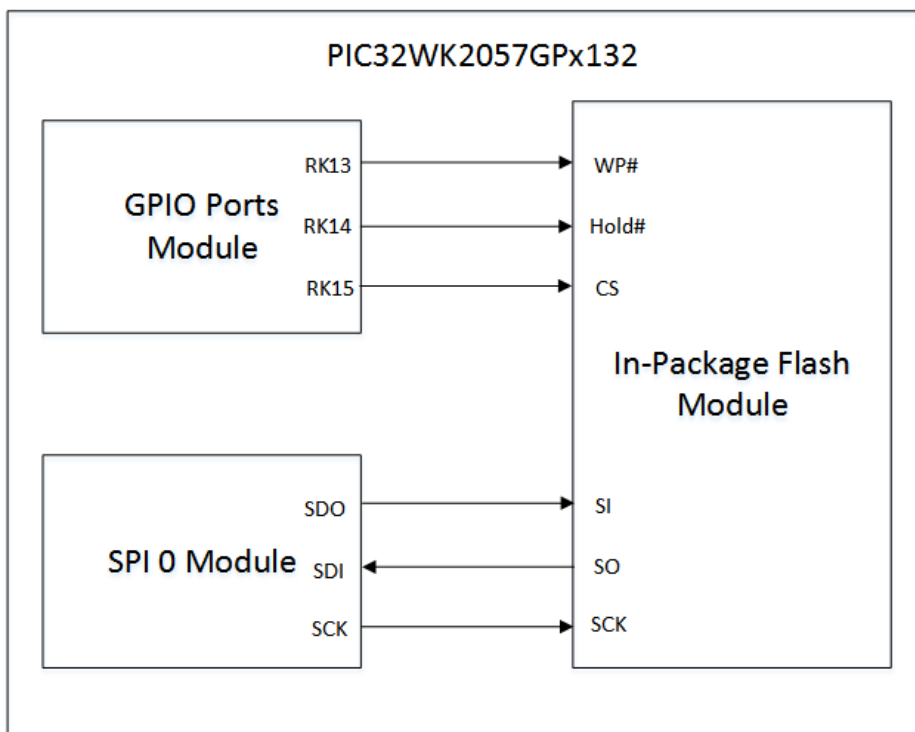 PIC32WK2057GPx132
GPIO Ports
Module
RK13
RK14
RK15
WP#
Hold#
CS
In-Package Flash
Module
SPI 0 Module
SDO
SDI
SCK
SI
SO
SCK